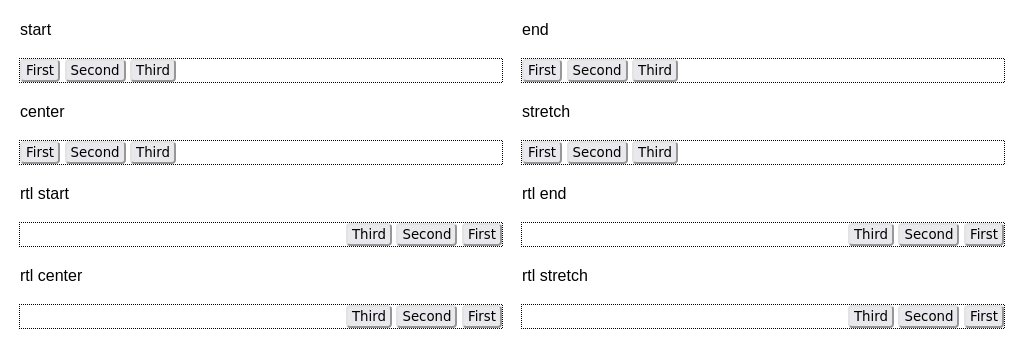 start
First Second Third
end
First Second Third
center
First Second Third
stretch
First Second Third
rtl start
Third Second First
rtl end
Third Second First
rtl center
Third Second First
rtl stretch
Third Second First